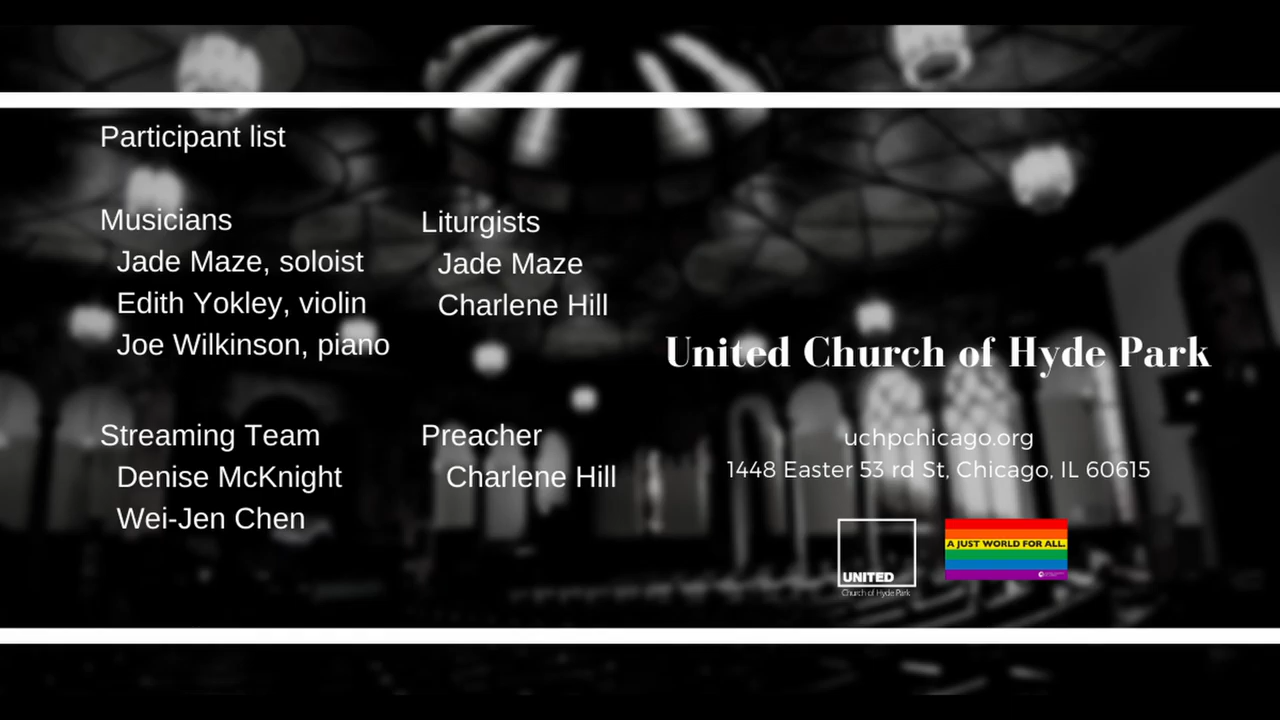 Participant list
Musicians
Jade Maze, soloist
Edith Yokley, violin
Joe Wilkinson, piano
Liturgists
Jade Maze
Charlene Hill
Streaming Team
Denise McKnight
Wei-Jen Chen
Preacher
Charlene Hill
United Church of Hyde Park
uchpchicago.org
1448 Easter 53 rd St, Chicago, IL 60615
UNITED
Church of Hyde Park
A JUST WORLD FOR ALL.